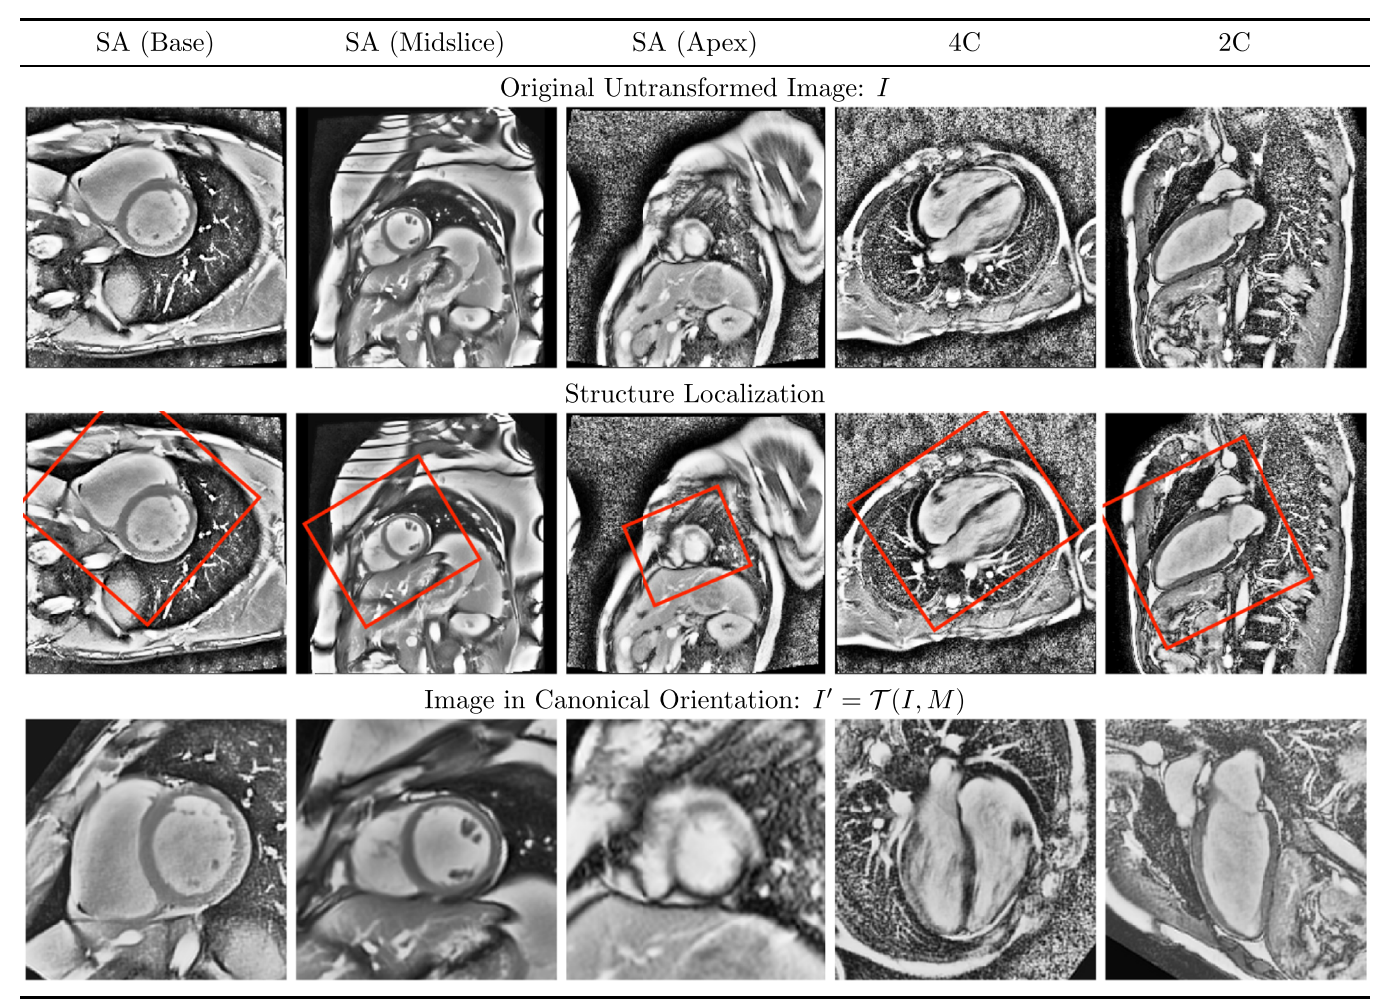 SA (Base) SA (Midslice) SA (Apex) 4C 2C
Original Untransformed Image: I
Structure Localization
Image in Canonical Orientation: I′ = 𝒯(I, M)